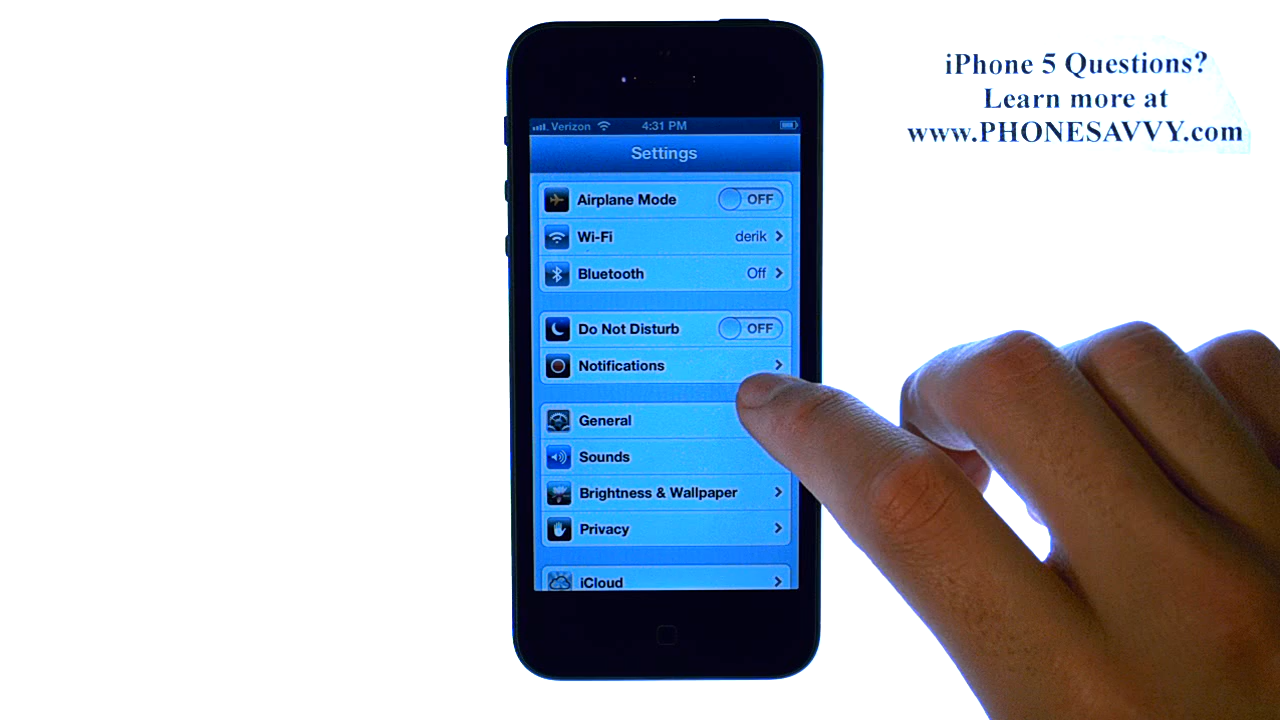 iPhone 5 Questions?
Learn more at
www.PHONESAVVY.com
Verizon 4:31 PM
Settings
Airplane Mode OFF
Wi-Fi derik
Bluetooth Off
Do Not Disturb OFF
Notifications
General
Sounds
Brightness & Wallpaper
Privacy
iCloud